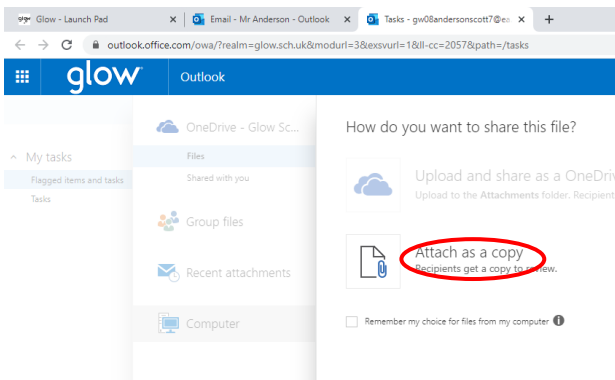 glow Glow - Launch Pad × Email - Mr Anderson - Outlook × Tasks - gw08andersonscott7@ea × +
outlook.office.com/owa/?realm=glow.sch.uk&modurl=3&exsvurl=1&ll-cc=2057&path=/tasks
glow Outlook
OneDrive - Glow Sc...
How do you want to share this file?
My tasks
Files
Flagged items and tasks
Shared with you
Tasks
Upload and share as a OneDriv
Upload to the Attachments folder. Recipient
Group files
Attach as a copy
Recipients get a copy to review.
Recent attachments
Computer
Remember my choice for files from my computer